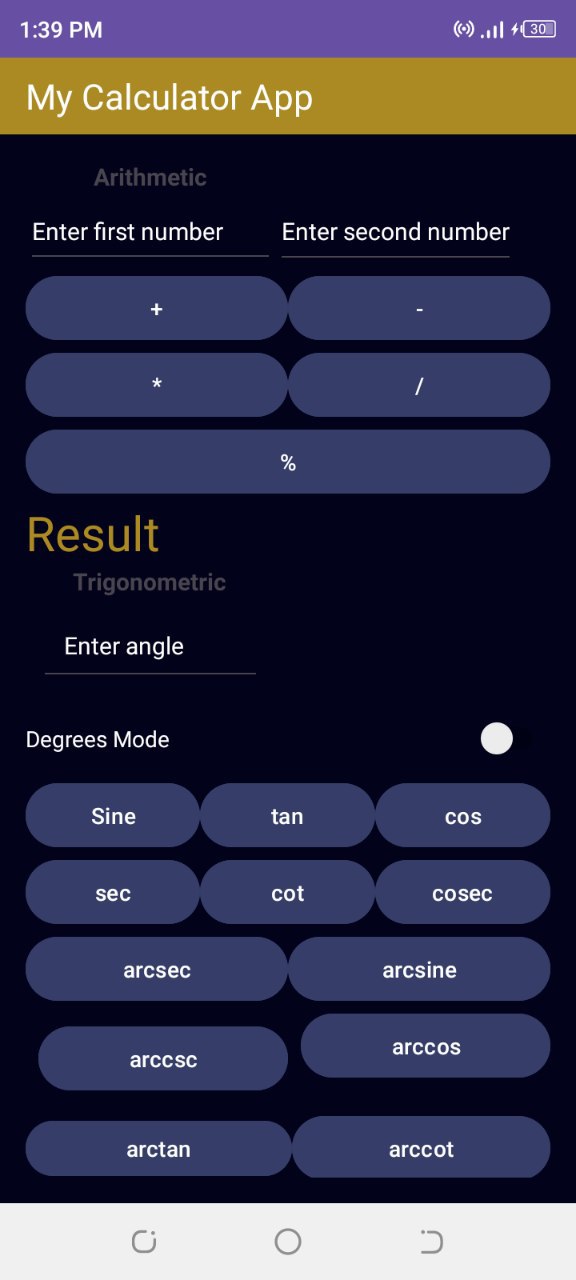 1:39 PM 30
My Calculator App
Arithmetic
Enter first number Enter second number
+ -
* /
%
Result
Trigonometric
Enter angle
Degrees Mode
Sine tan cos
sec cot cosec
arcsec arcsine
arccsc arccos
arctan arccot